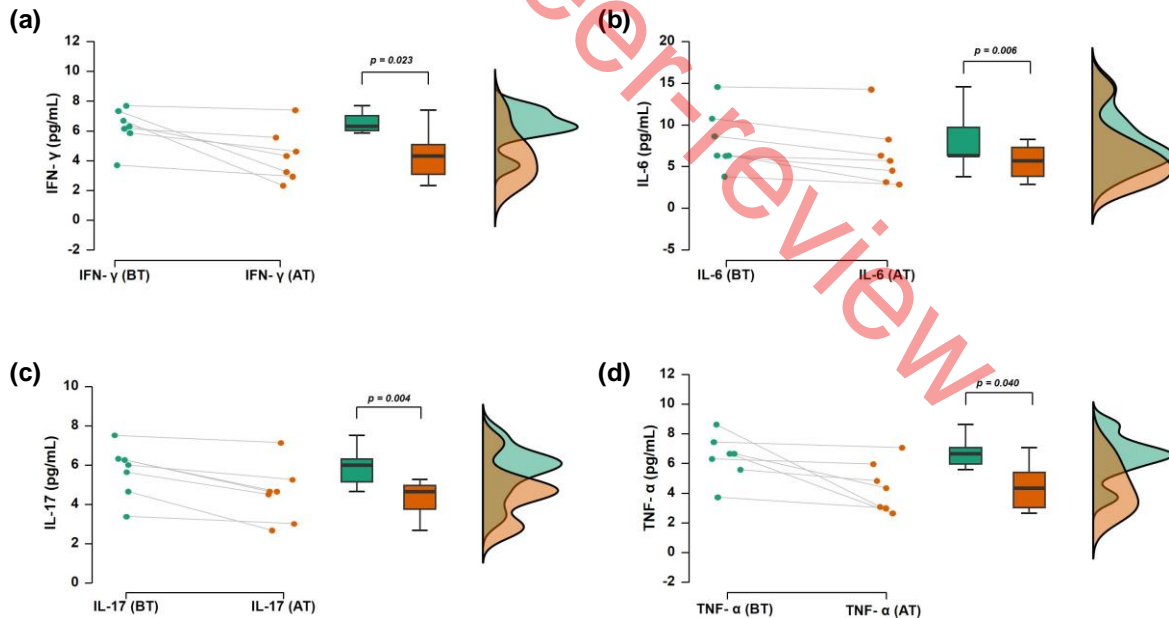 (a)
12
10
8
6
4
2
0
-2
IFN- γ (pg/mL)
p = 0.023
IFN- γ (BT)
IFN- γ (AT)
(b)
20
15
10
5
0
-5
IL-6 (pg/mL)
p = 0.006
IL-6 (BT)
IL-6 (AT)
(c)
10
8
6
4
2
0
IL-17 (pg/mL)
p = 0.004
IL-17 (BT)
IL-17 (AT)
(d)
12
10
8
6
4
2
0
-2
TNF- α (pg/mL)
p = 0.040
TNF- α (BT)
TNF- α (AT)
eer-review